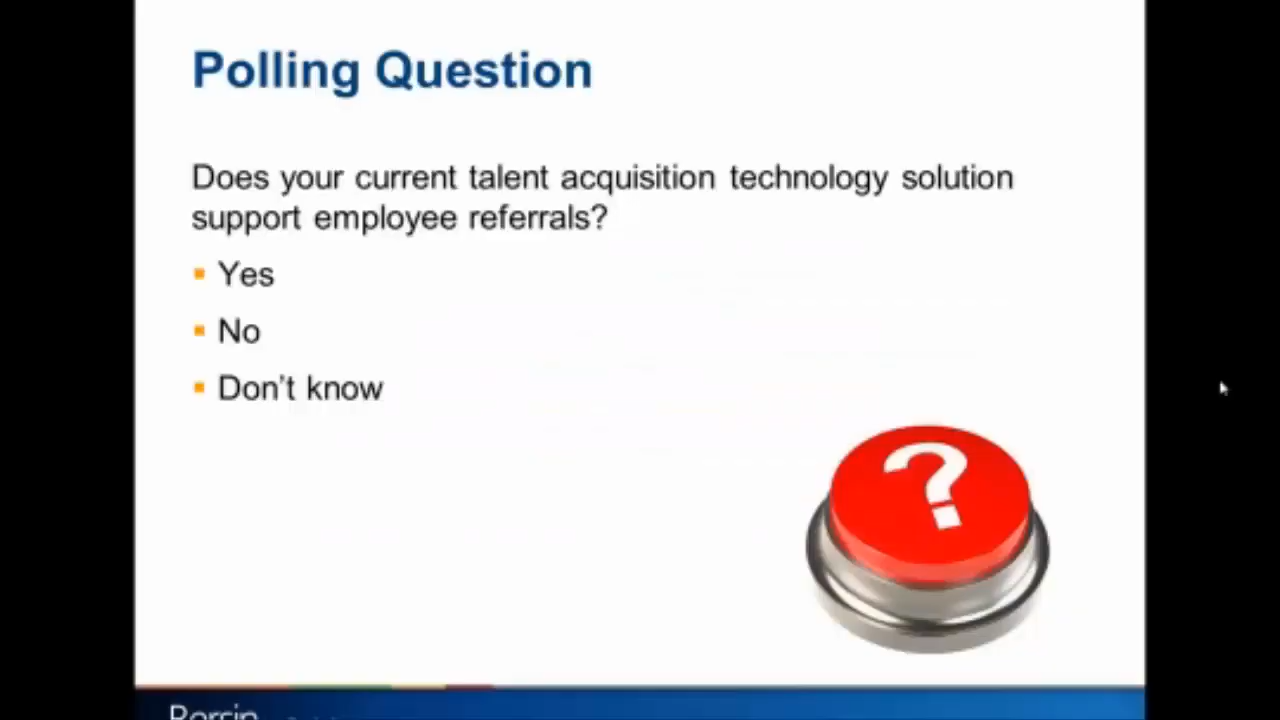 Polling Question
Does your current talent acquisition technology solution
support employee referrals?
Yes
No
Don't know
?